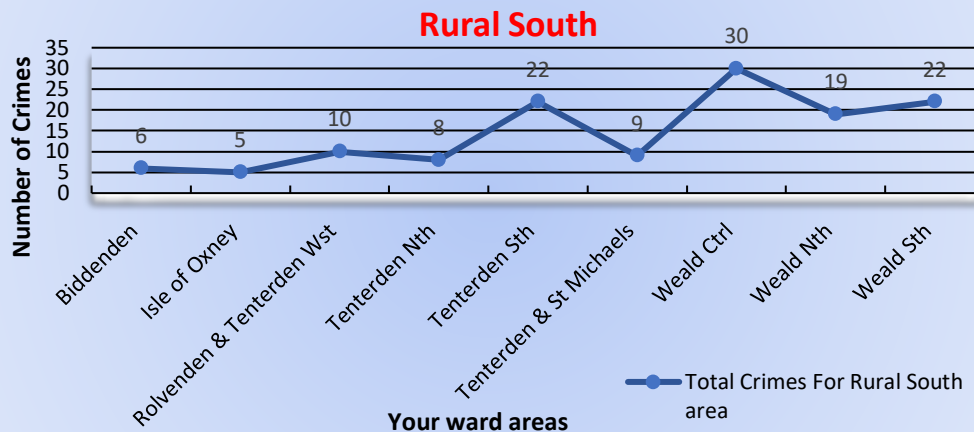 Rural South
Number of Crimes
35
30
25
20
15
10
5
0
6
5
10
8
22
9
30
19
22
Biddenden
Isle of Oxney
Rolvenden & Tenterden Wst
Tenterden Nth
Tenterden Sth
Tenterden & St Michaels
Weald Ctrl
Weald Nth
Weald Sth
Your ward areas
Total Crimes For Rural South
area